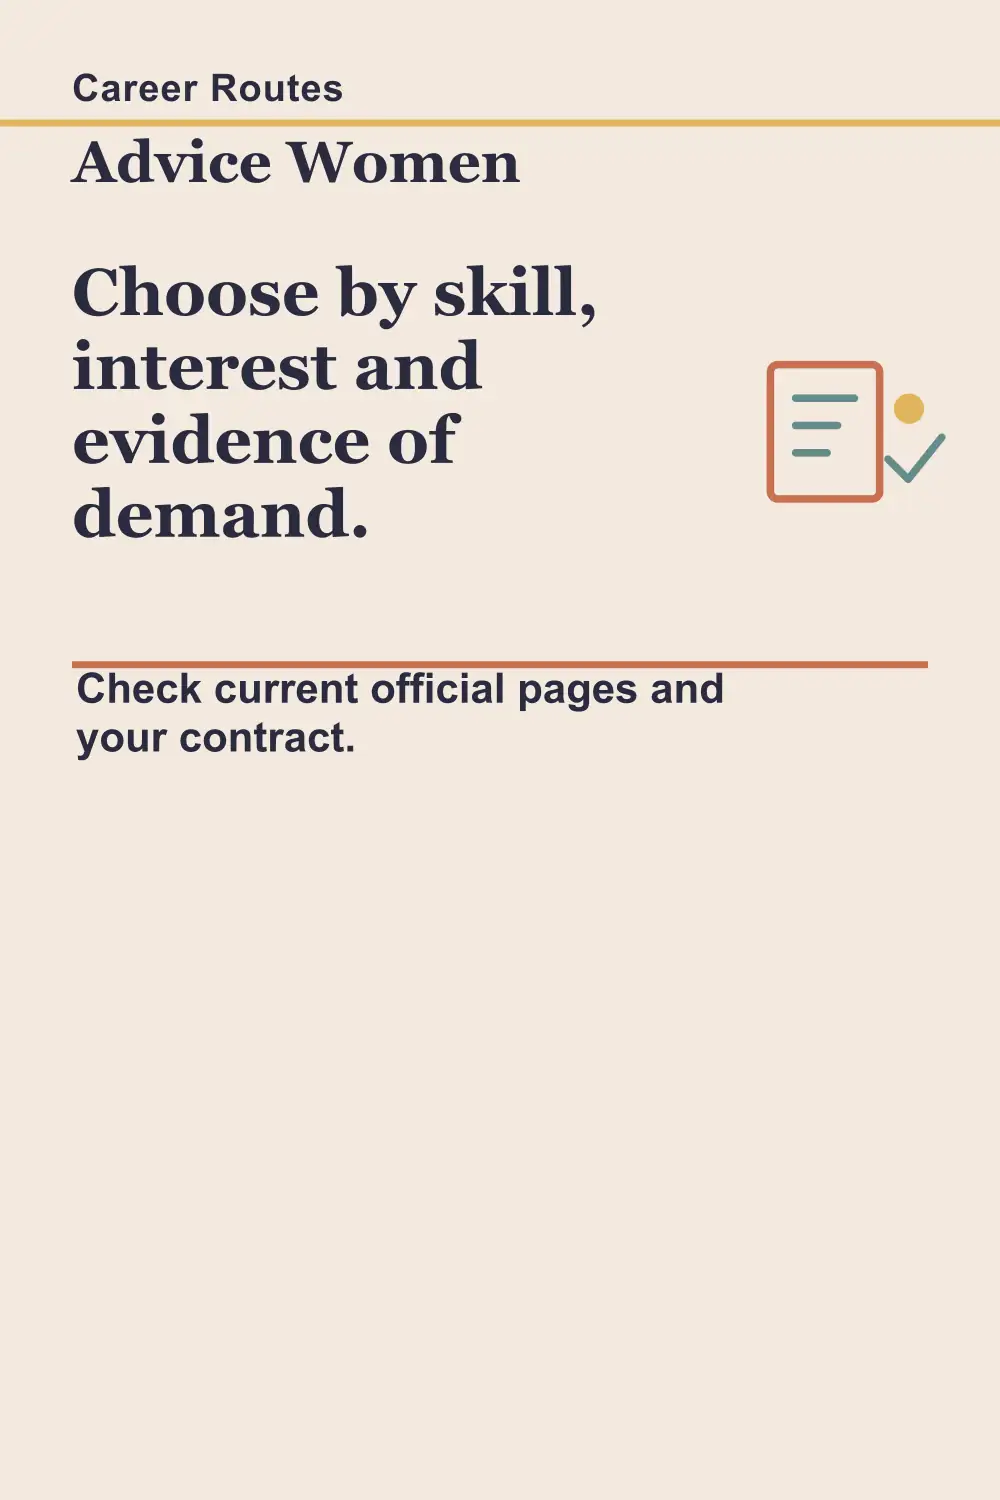 Career Routes
Advice Women
Choose by skill,
interest and
evidence of
demand.
Check current official pages and
your contract.